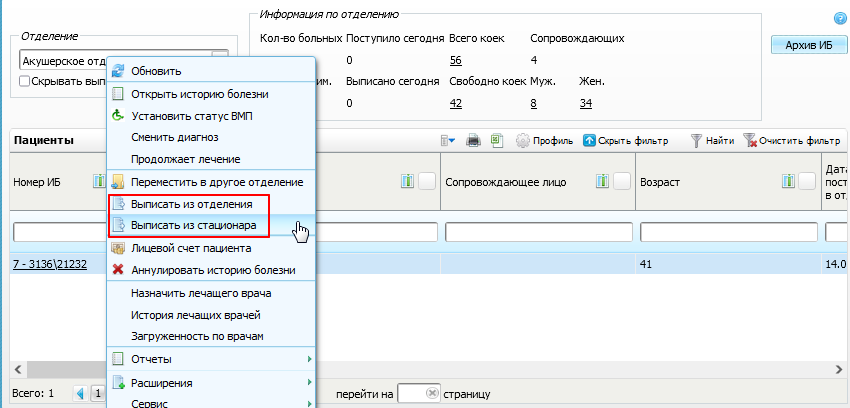 Информация по отделению
Отделение
Кол-во больных Поступило сегодня Всего коек Сопровождающих
Архив ИБ
Акушерское отд
0 56 4
Скрывать вып
им. Выписано сегодня Свободно коек Муж. Жен.
0 42 8 34
Обновить
Открыть историю болезни
Установить статус ВМП
Сменить диагноз
Продолжает лечение
Переместить в другое отделение
Выписать из отделения
Выписать из стационара
Лицевой счет пациента
Аннулировать историю болезни
Назначить лечащего врача
История лечащих врачей
Загруженность по врачам
Отчеты
Расширения
Сервис
Пациенты
Профиль Скрыть фильтр Найти Очистить фильтр
Номер ИБ Сопровождающее лицо Возраст
Дата
пост
в от
7 - 3136\21232 41 14.0
Всего: 1 1 перейти на страницу